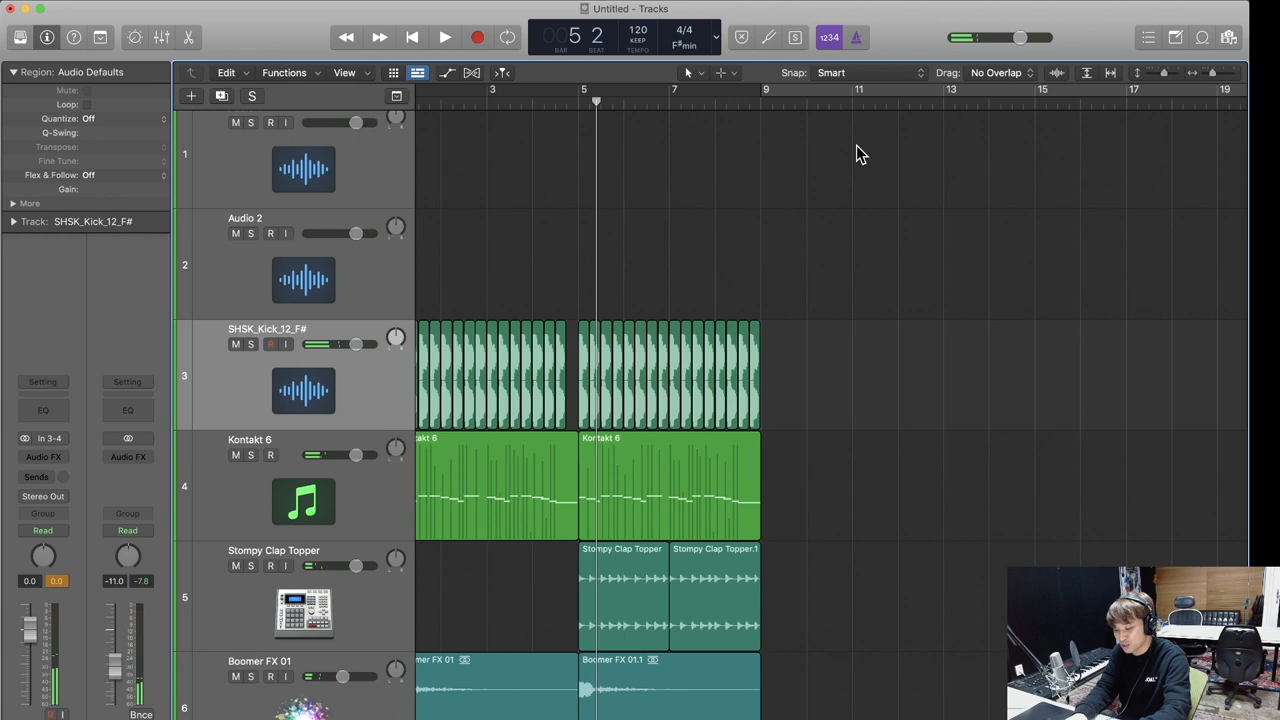 Untitled - Tracks
005 2
BAR BEAT
120
KEEP
TEMPO
4/4
F#min
1234
Region: Audio Defaults
Mute:
Loop:
Quantize: Off
Q-Swing:
Transpose:
Fine Tune:
Flex & Follow: Off
Gain:
More
Track: SHSK_Kick_12_F#
Edit Functions View
Snap: Smart
Drag: No Overlap
S
3 5 7 9 11 13 15 17 19
1
M S R I
2
Audio 2
M S R I
3
SHSK_Kick_12_F#
M S R I
4
Kontakt 6
M S R
5
Stompy Clap Topper
M S R I
6
Boomer FX 01
M S R I
takt 6
Kontakt 6
Stompy Clap Topper
Stompy Clap Topper.1
mer FX 01
Boomer FX 01.1
Setting Setting
EQ EQ
In 3-4
Audio FX Audio FX
Sends
Stereo Out
Group Group
Read Read
0.0 0.0 -11.0 -7.8
R I Bnce